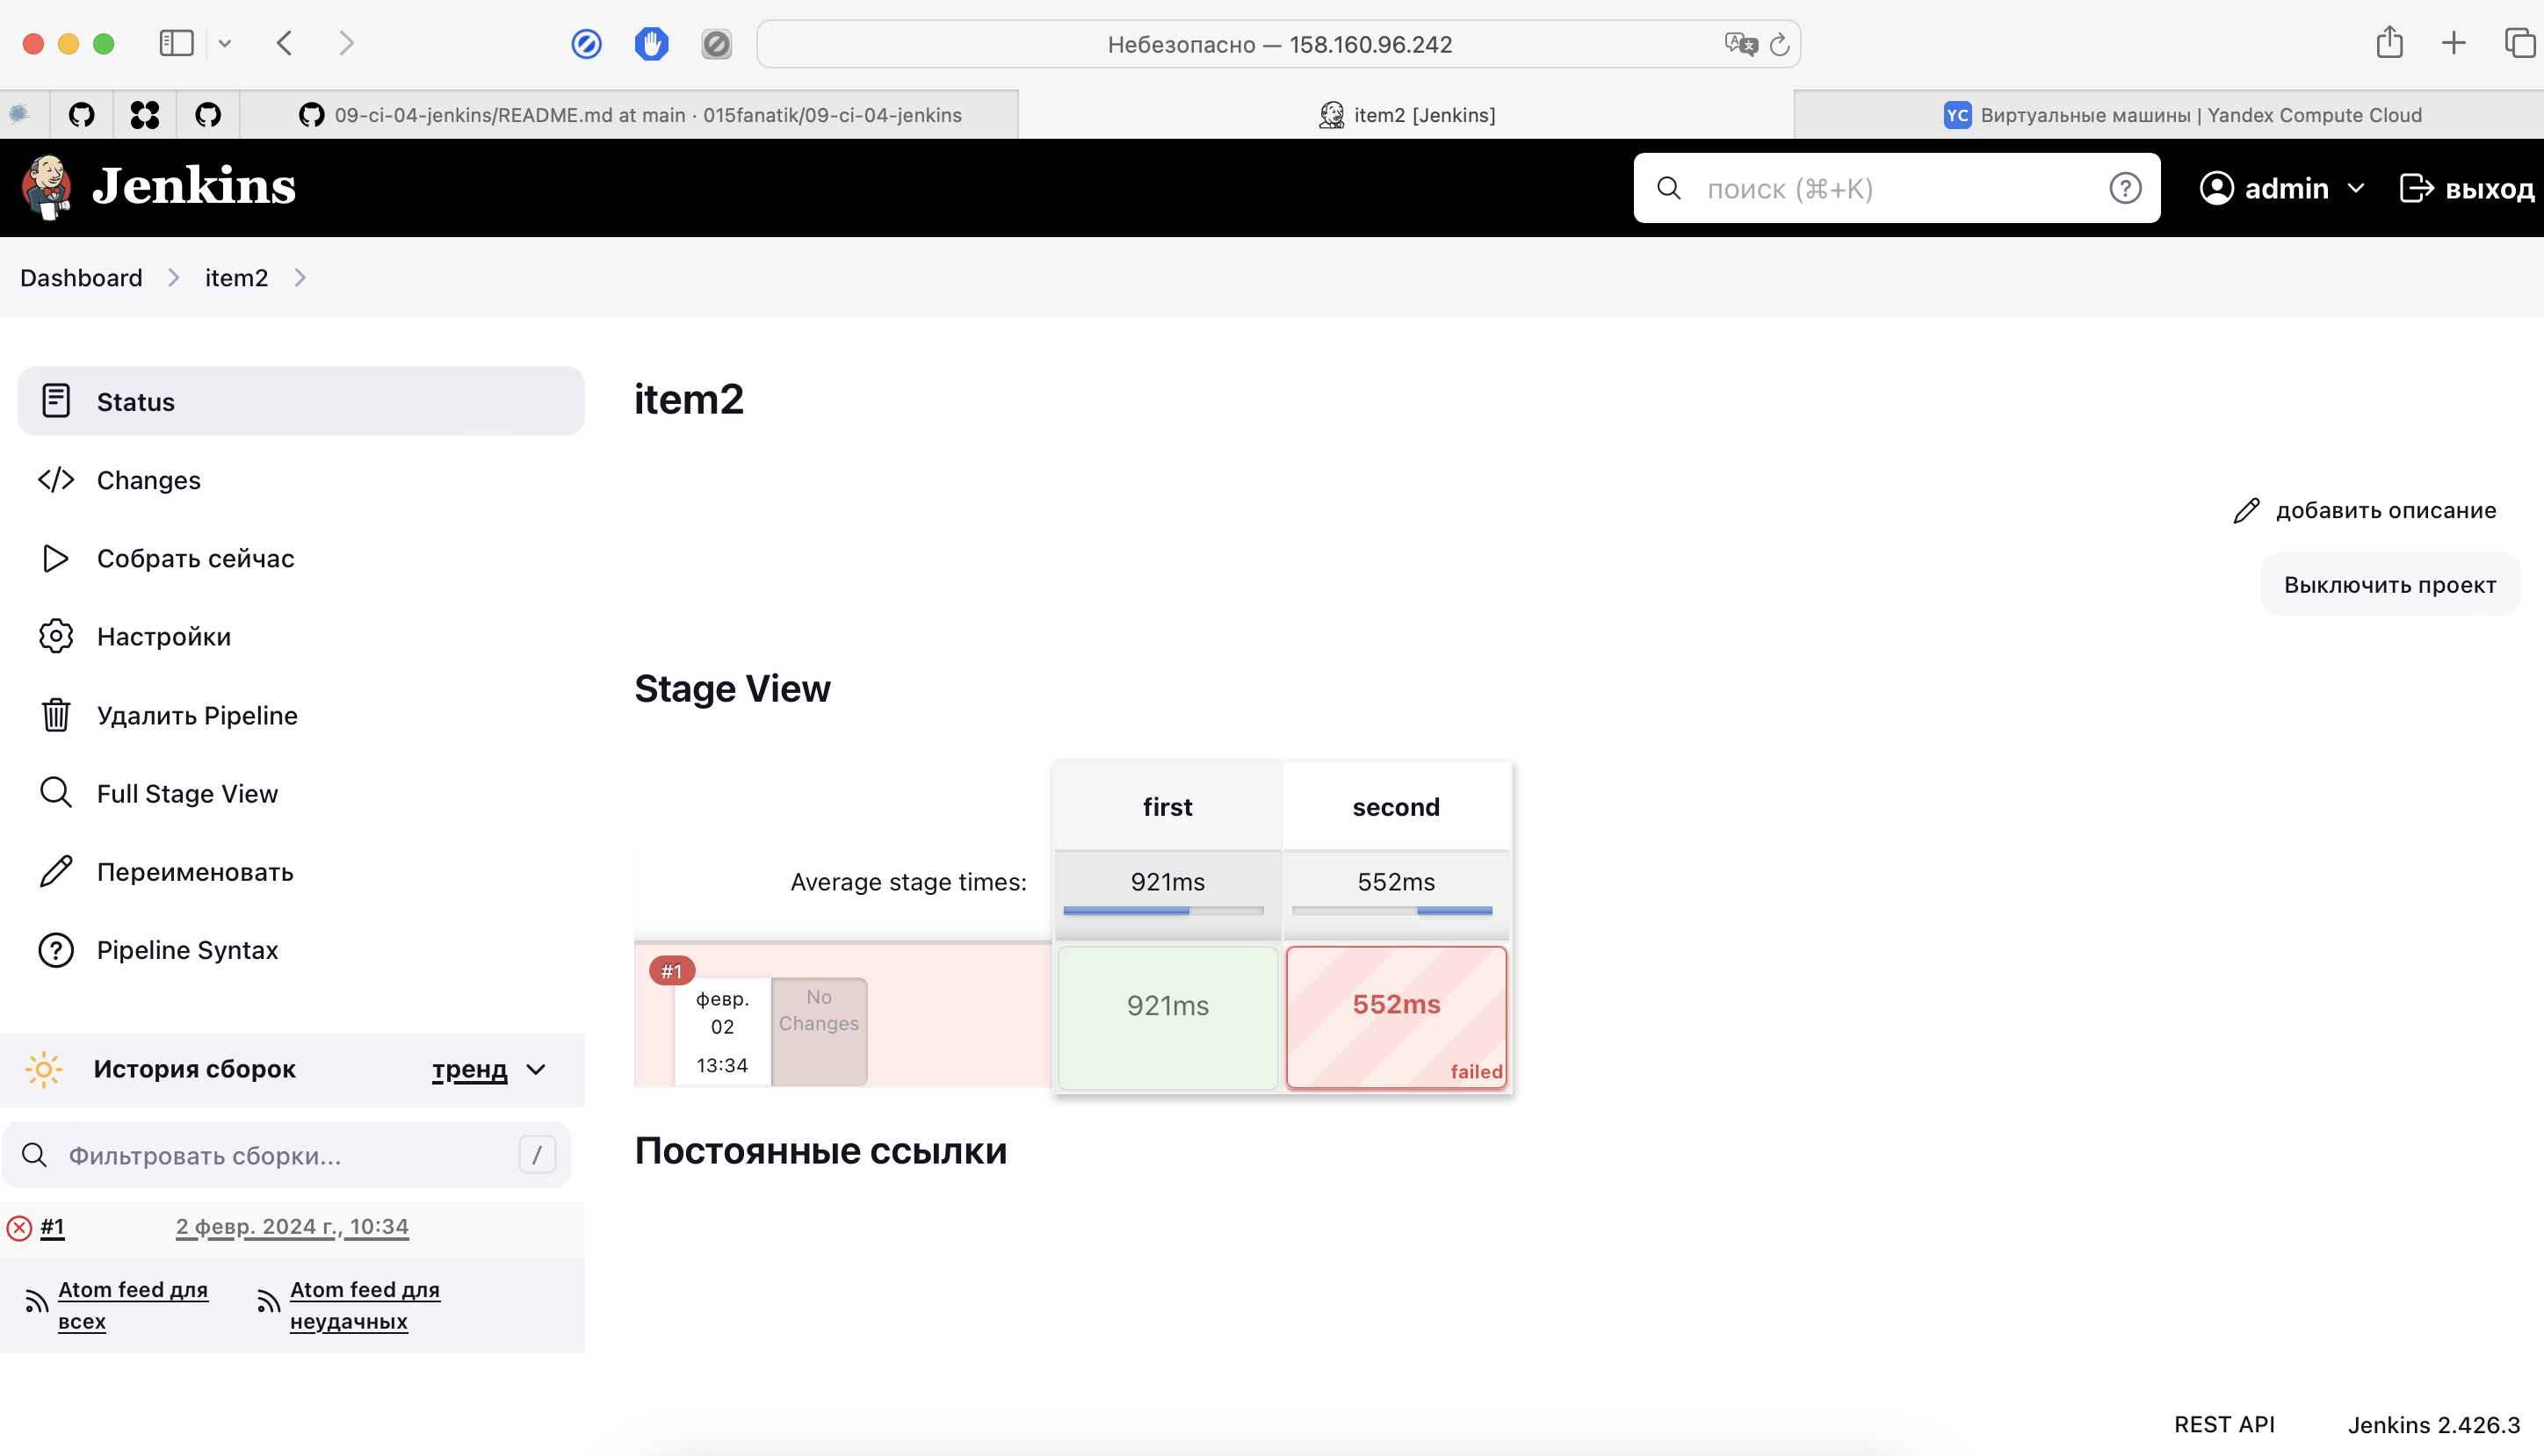 Небезопасно — 158.160.96.242
09-ci-04-jenkins/README.md at main · 015fanatik/09-ci-04-jenkins
item2 [Jenkins]
YC Виртуальные машины | Yandex Compute Cloud
Jenkins
поиск (⌘+K)
admin
выход
Dashboard
item2
Status
Changes
Собрать сейчас
Настройки
Удалить Pipeline
Full Stage View
Переименовать
Pipeline Syntax
История сборок
тренд
Фильтровать сборки...
/
#1
2 февр. 2024 г., 10:34
Atom feed для
всех
Atom feed для
неудачных
item2
добавить описание
Выключить проект
Stage View
first
second
Average stage times:
921ms
552ms
#1
февр.
02
13:34
No
Changes
921ms
552ms
failed
Постоянные ссылки
REST API
Jenkins 2.426.3